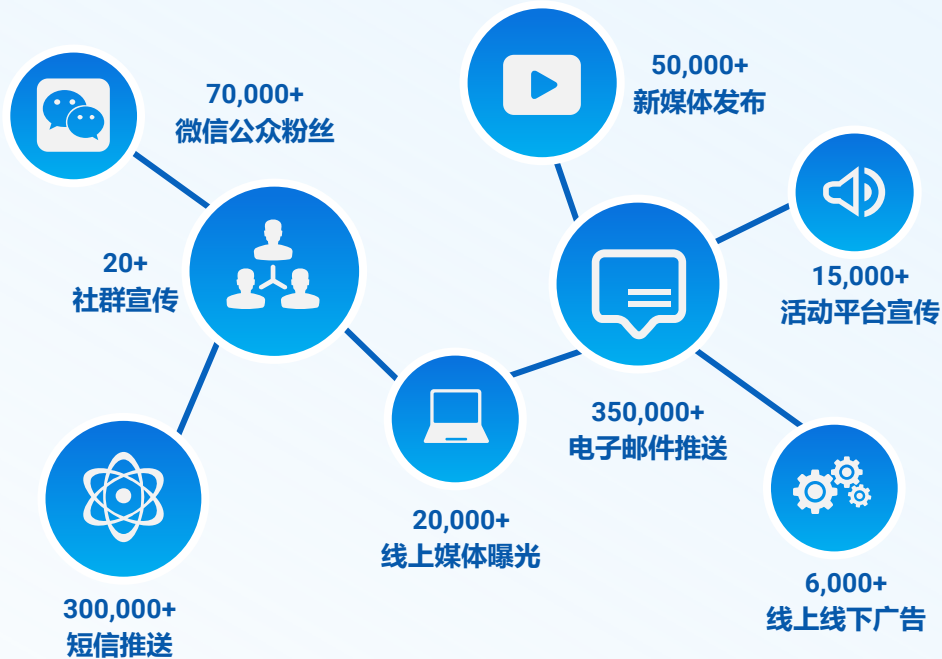 70,000+
微信公众粉丝
50,000+
新媒体发布
20+
社群宣传
15,000+
活动平台宣传
350,000+
电子邮件推送
20,000+
线上媒体曝光
6,000+
线上线下广告
300,000+
短信推送